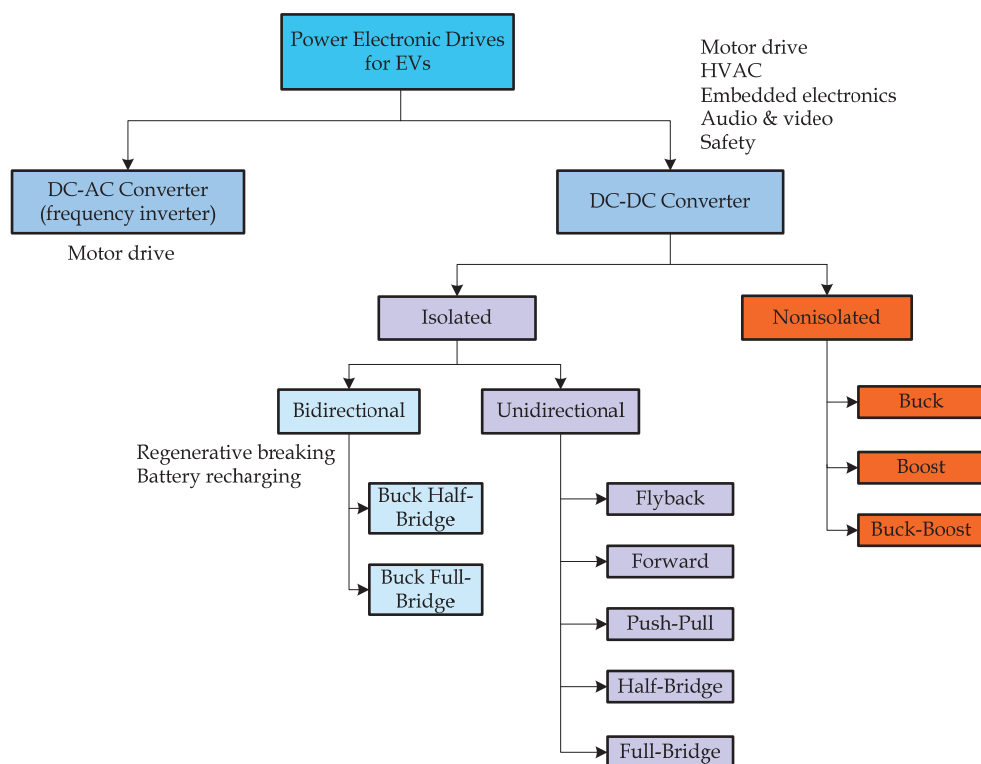 Power Electronic Drives
for EVs
Motor drive
HVAC
Embedded electronics
Audio & video
Safety
DC-AC Converter
(frequency inverter)
DC-DC Converter
Motor drive
Isolated
Nonisolated
Bidirectional
Unidirectional
Buck
Regenerative breaking
Battery recharging
Boost
Buck Half-
Bridge
Flyback
Buck-Boost
Forward
Buck Full-
Bridge
Push-Pull
Half-Bridge
Full-Bridge